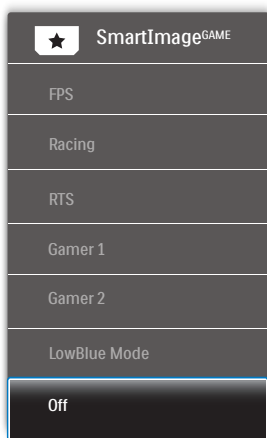 SmartImageGAME
FPS
Racing
RTS
Gamer 1
Gamer 2
LowBlue Mode
Off